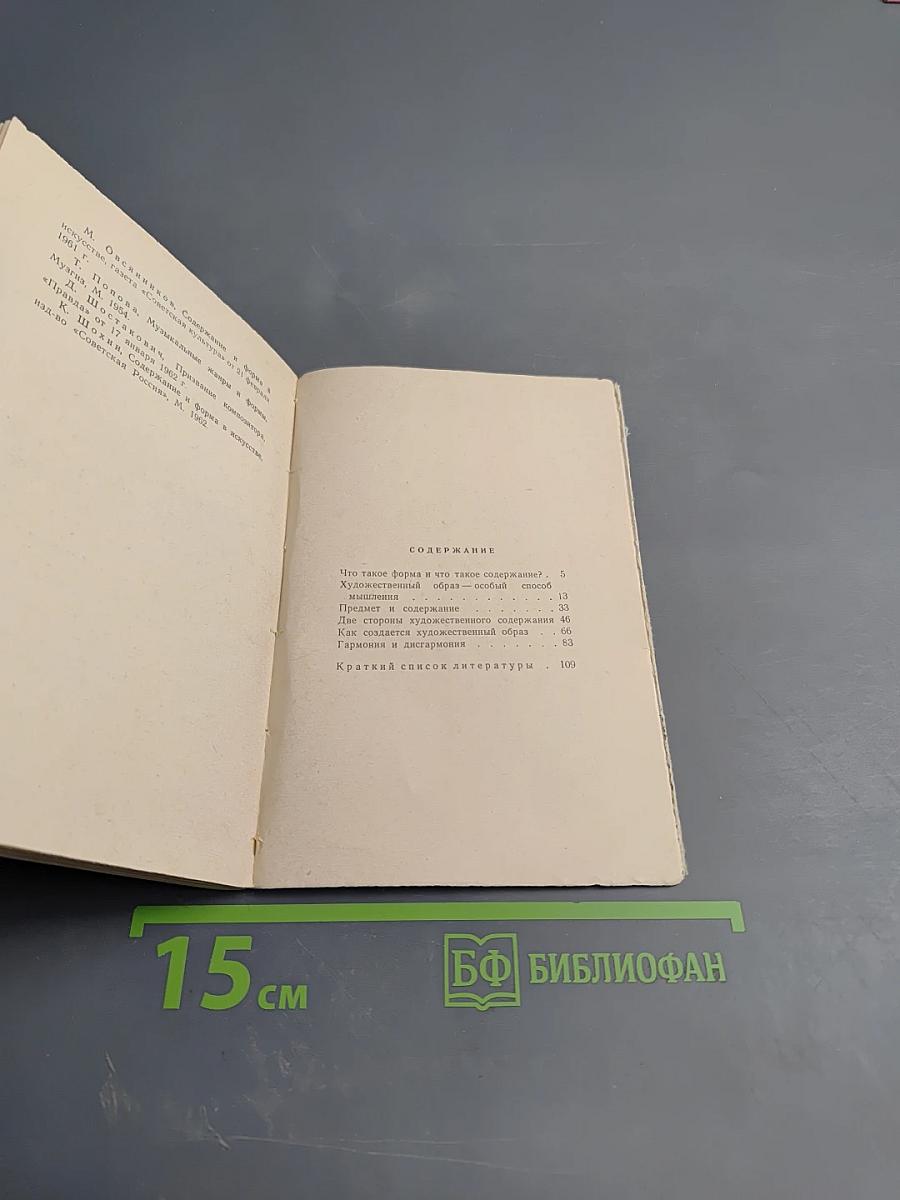 М. Овсянников, Содержание и форма в
искусстве, газета «Советская культура» от 21 февраля
1961 г.
Т. Попова, Музыкальные жанры и формы,
Музгиз, М. 1954.
Д. Шостакович, Призвание композитора,
«Правда» от 17 января 1962 г.
К. Шохин, Содержание и форма в искусстве,
изд-во «Советская Россия», М. 1962
СОДЕРЖАНИЕ
Что такое форма и что такое содержание? . 5
Художественный образ — особый способ
мышления . . . . . . . . . . . . 13
Предмет и содержание . . . . . . . 33
Две стороны художественного содержания 46
Как создается художественный образ . . 66
Гармония и дисгармония . . . . . . . 83
Краткий список литературы . 109
15 см
БФ БИБЛИОФАН